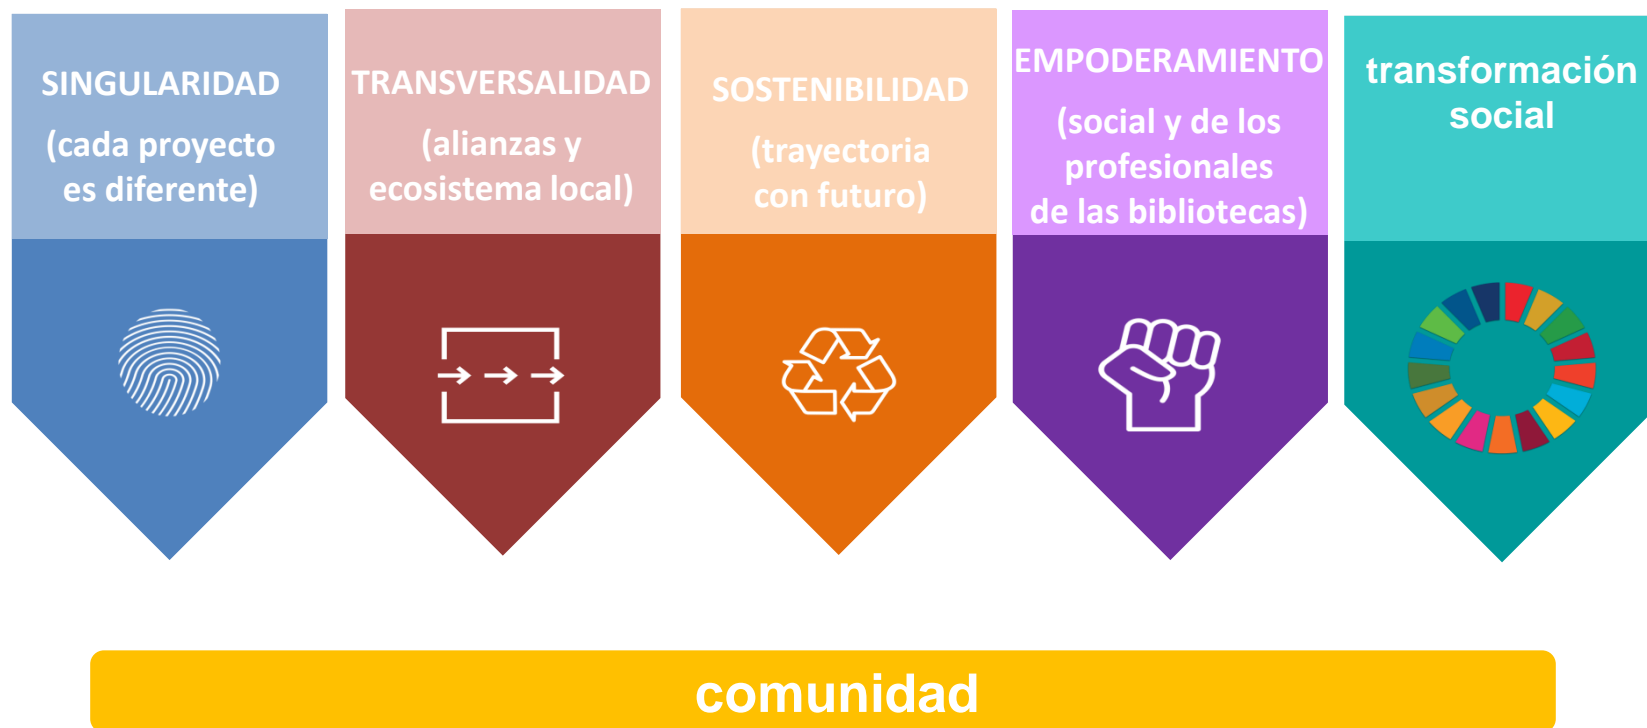 SINGULARIDAD
(cada proyecto
es diferente)
TRANSVERSALIDAD
(alianzas y
ecosistema local)
SOSTENIBILIDAD
(trayectoria
con futuro)
EMPODERAMIENTO
(social y de los
profesionales
de las bibliotecas)
transformación
social
comunidad